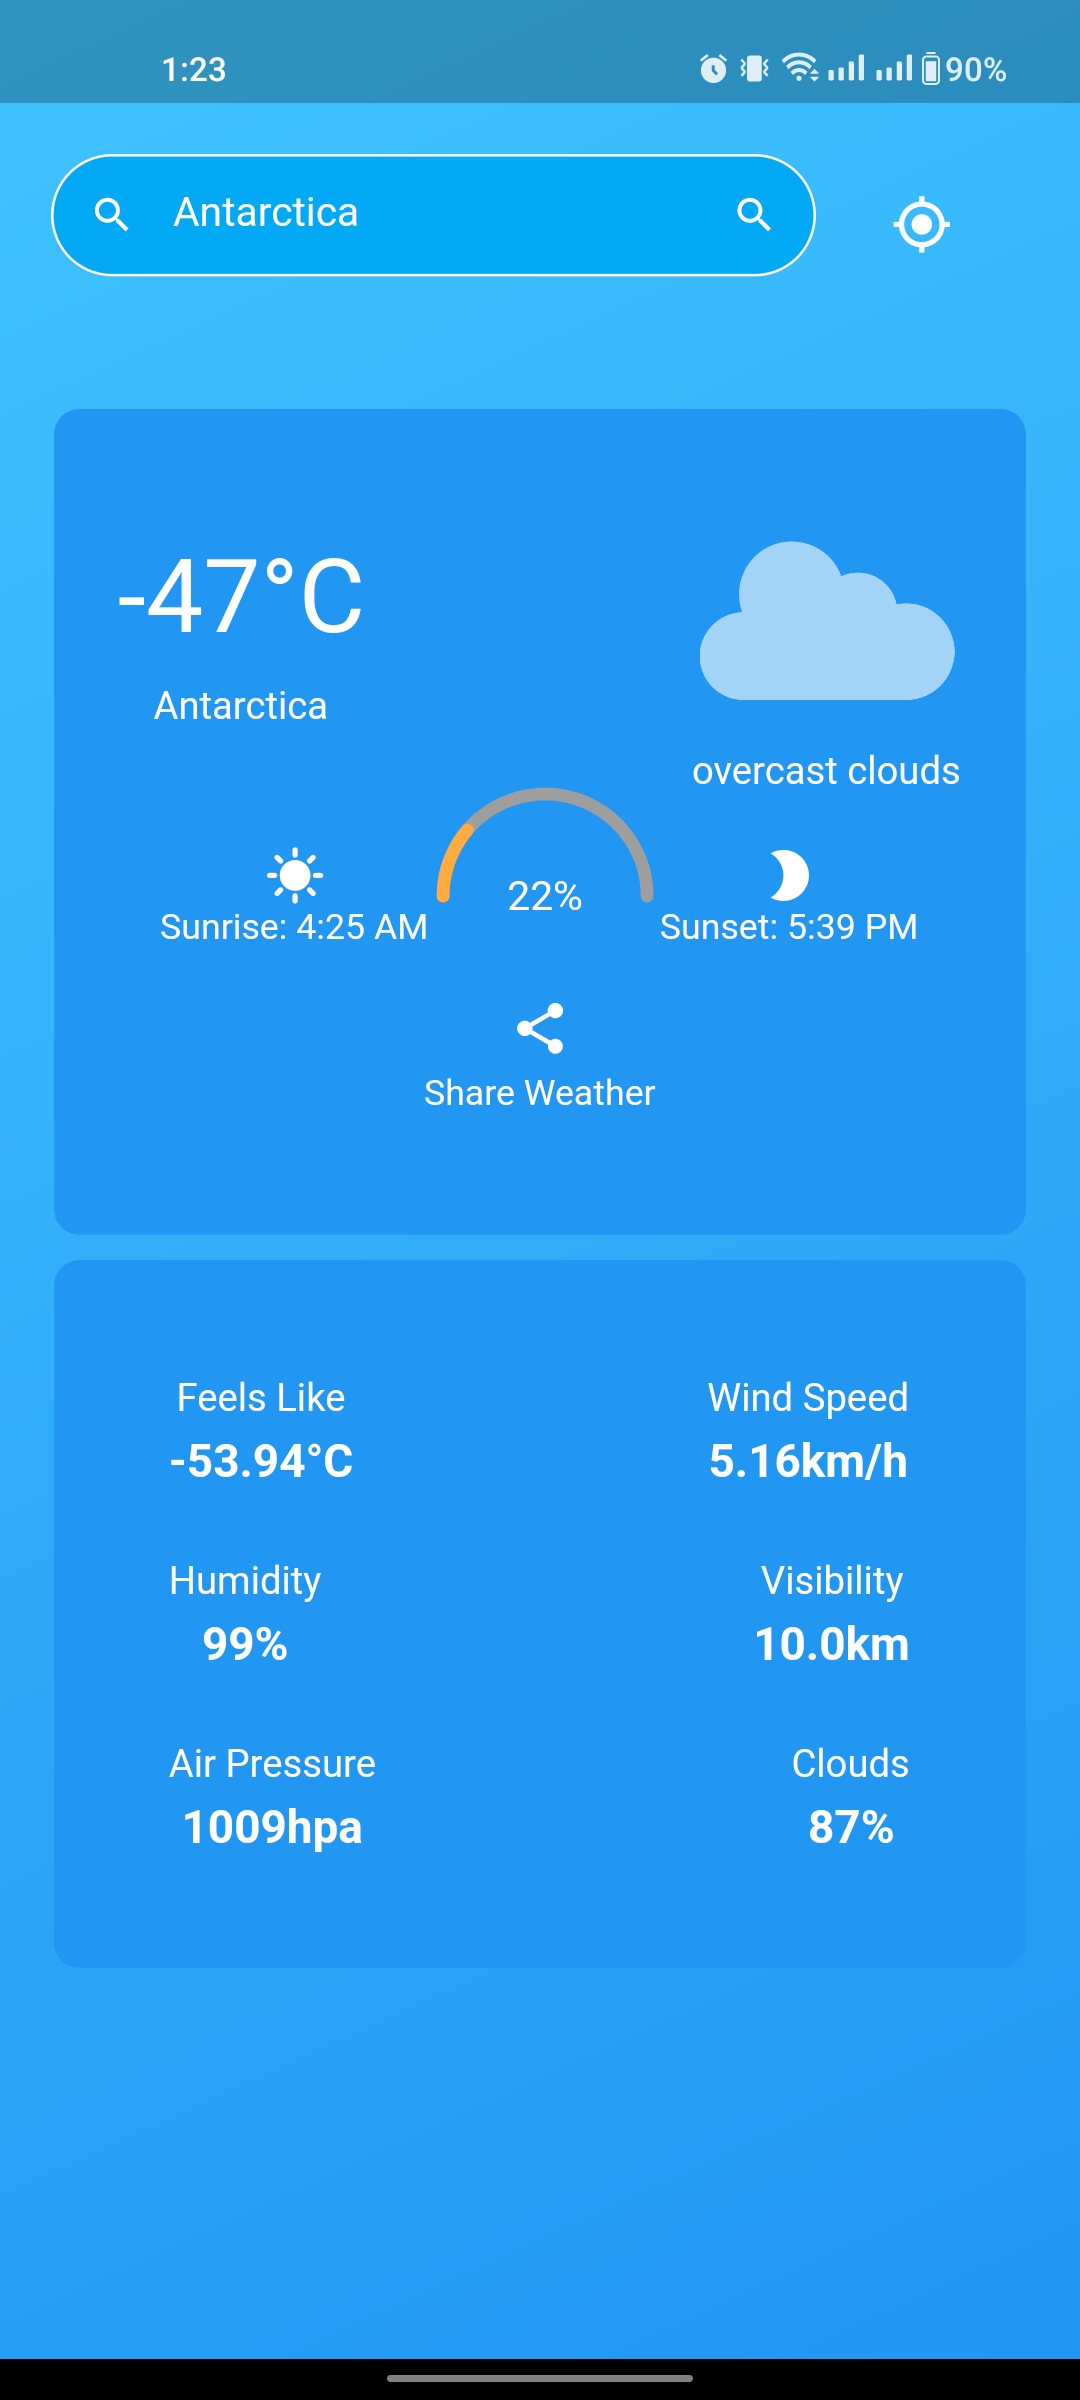 1:23 90%
Antarctica
-47°C
Antarctica
overcast clouds
22%
Sunrise: 4:25 AM
Sunset: 5:39 PM
Share Weather
Feels Like
-53.94°C
Wind Speed
5.16km/h
Humidity
99%
Visibility
10.0km
Air Pressure
1009hpa
Clouds
87%